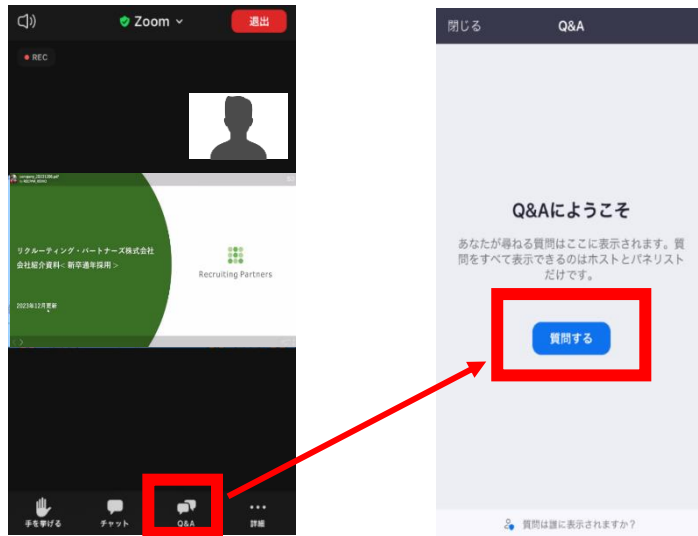 Zoom
退出
REC
リクルーティング・パートナーズ株式会社
会社紹介資料< 新卒通年採用 >
2023年12月更新
Recruiting Partners
手を挙げる
チャット
Q&A
詳細
閉じる
Q&A
Q&Aにようこそ
あなたが尋ねる質問はここに表示されます。質
問をすべて表示できるのはホストとパネリスト
だけです。
質問する
質問は誰に表示されますか？